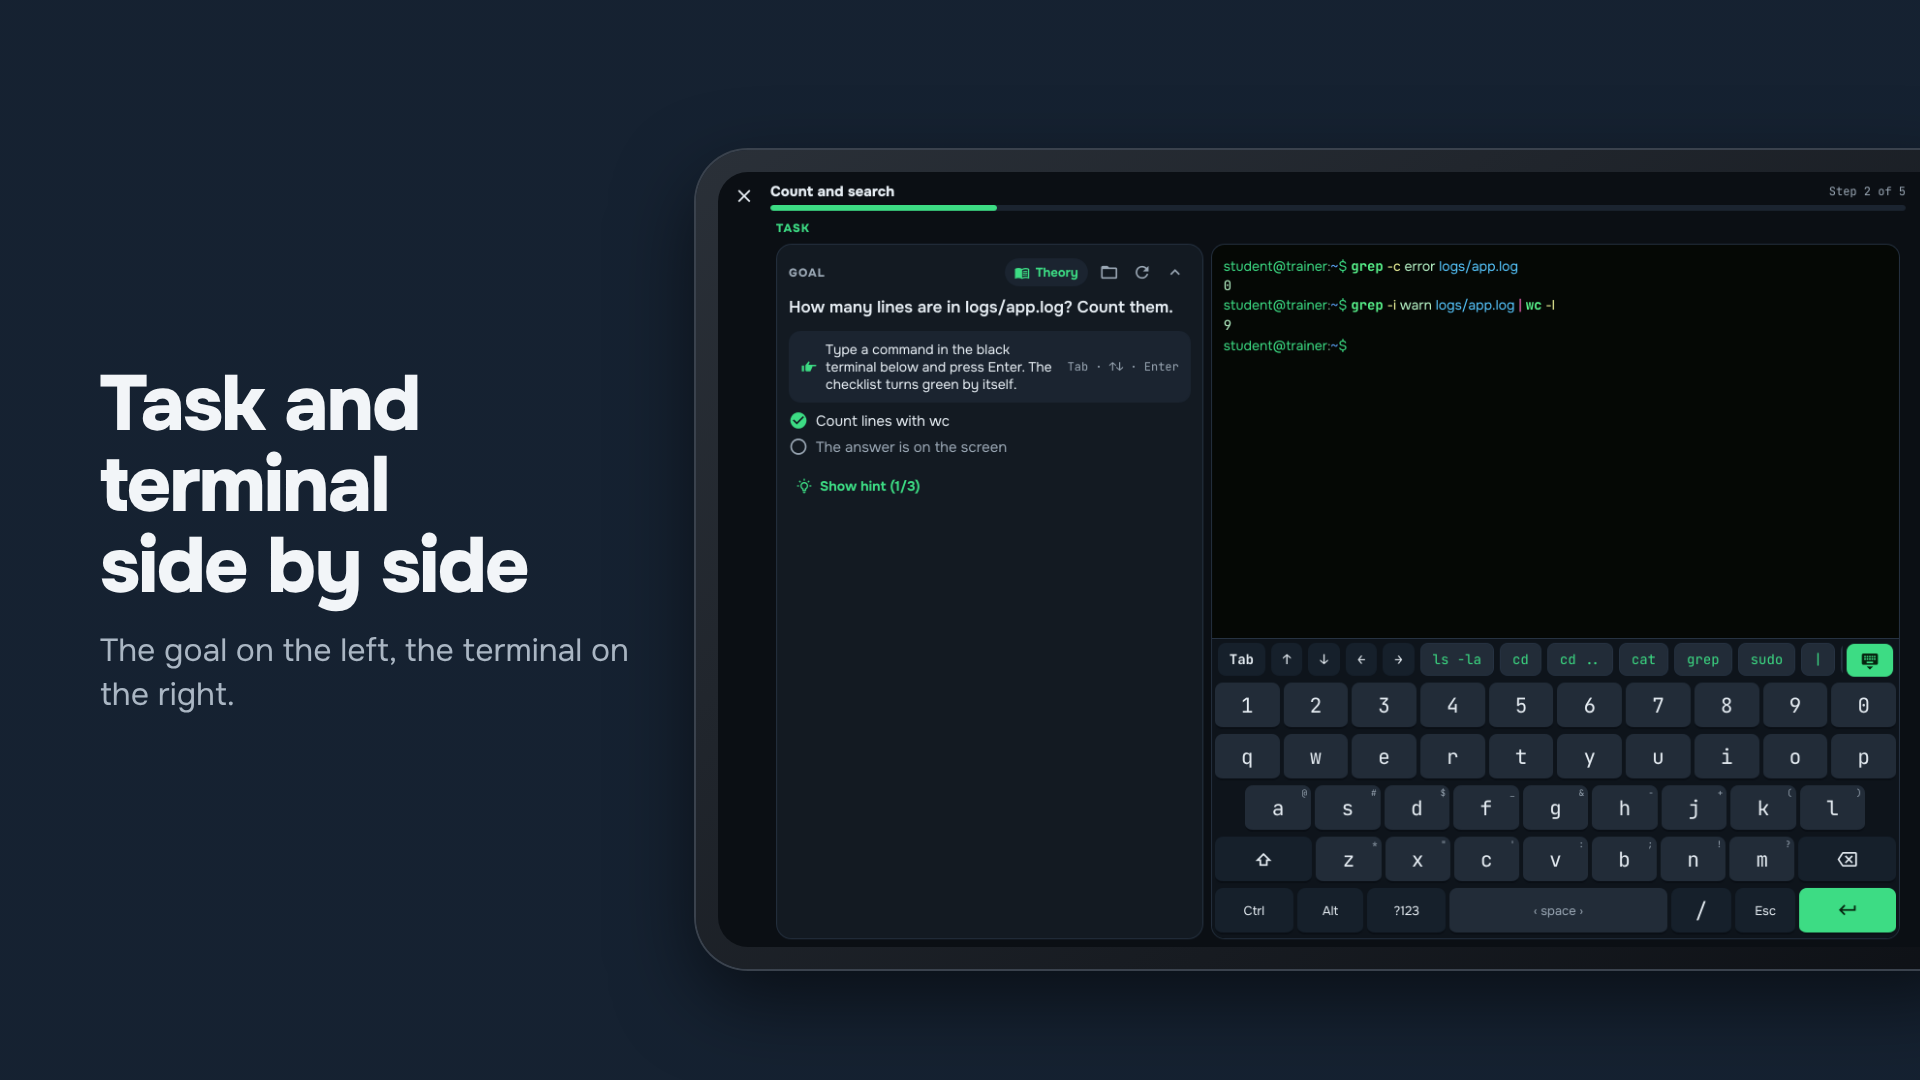 Task and
terminal
side by side
The goal on the left, the terminal on
the right.
Count and search
Step 2 of 5
TASK
GOAL
Theory
How many lines are in logs/app.log? Count them.
Type a command in the black
terminal below and press Enter. The
checklist turns green by itself.
Tab · ↑↓ · Enter
Count lines with wc
The answer is on the screen
Show hint (1/3)
student@trainer:~$ grep -c error logs/app.log
0
student@trainer:~$ grep -i warn logs/app.log | wc -l
9
student@trainer:~$
Tab ↑ ↓ ← → ls -la cd cd .. cat grep sudo |
1 2 3 4 5 6 7 8 9 0
q w e r t y u i o p
@ # $ _ & - + ( )
a s d f g h j k l
: ; ! ?
z x c v b n m
Ctrl Alt ?123 ‹ space › / Esc